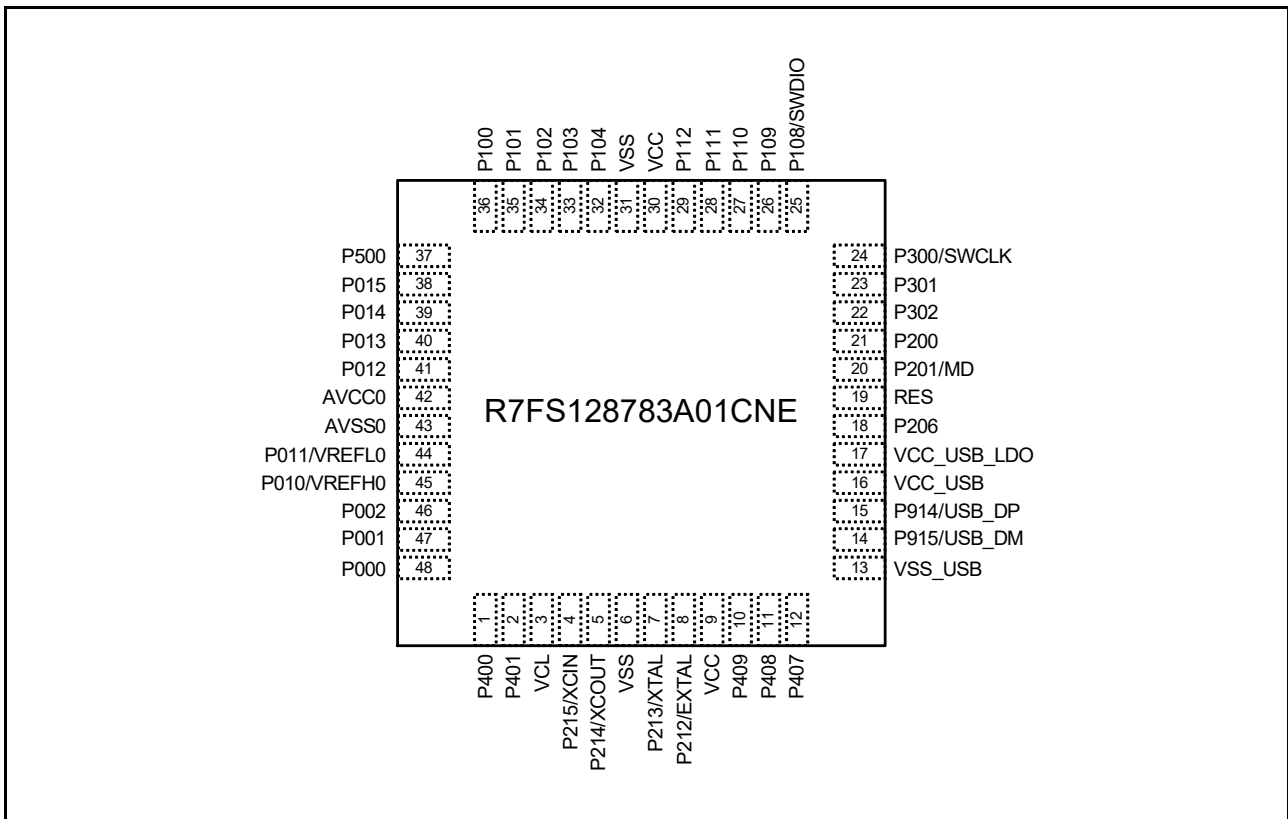 P100
P101
P102
P103
P104
VSS
VCC
P112
P111
P110
P109
P108/SWDIO
36
35
34
33
32
31
30
29
28
27
26
25
P500 37
P015 38
P014 39
P013 40
P012 41
AVCC0 42
AVSS0 43
P011/VREFL0 44
P010/VREFH0 45
P002 46
P001 47
P000 48
R7FS128783A01CNE
24 P300/SWCLK
23 P301
22 P302
21 P200
20 P201/MD
19 RES
18 P206
17 VCC_USB_LDO
16 VCC_USB
15 P914/USB_DP
14 P915/USB_DM
13 VSS_USB
1
2
3
4
5
6
7
8
9
10
11
12
P400
P401
VCL
P215/XCIN
P214/XCOUT
VSS
P213/XTAL
P212/EXTAL
VCC
P409
P408
P407